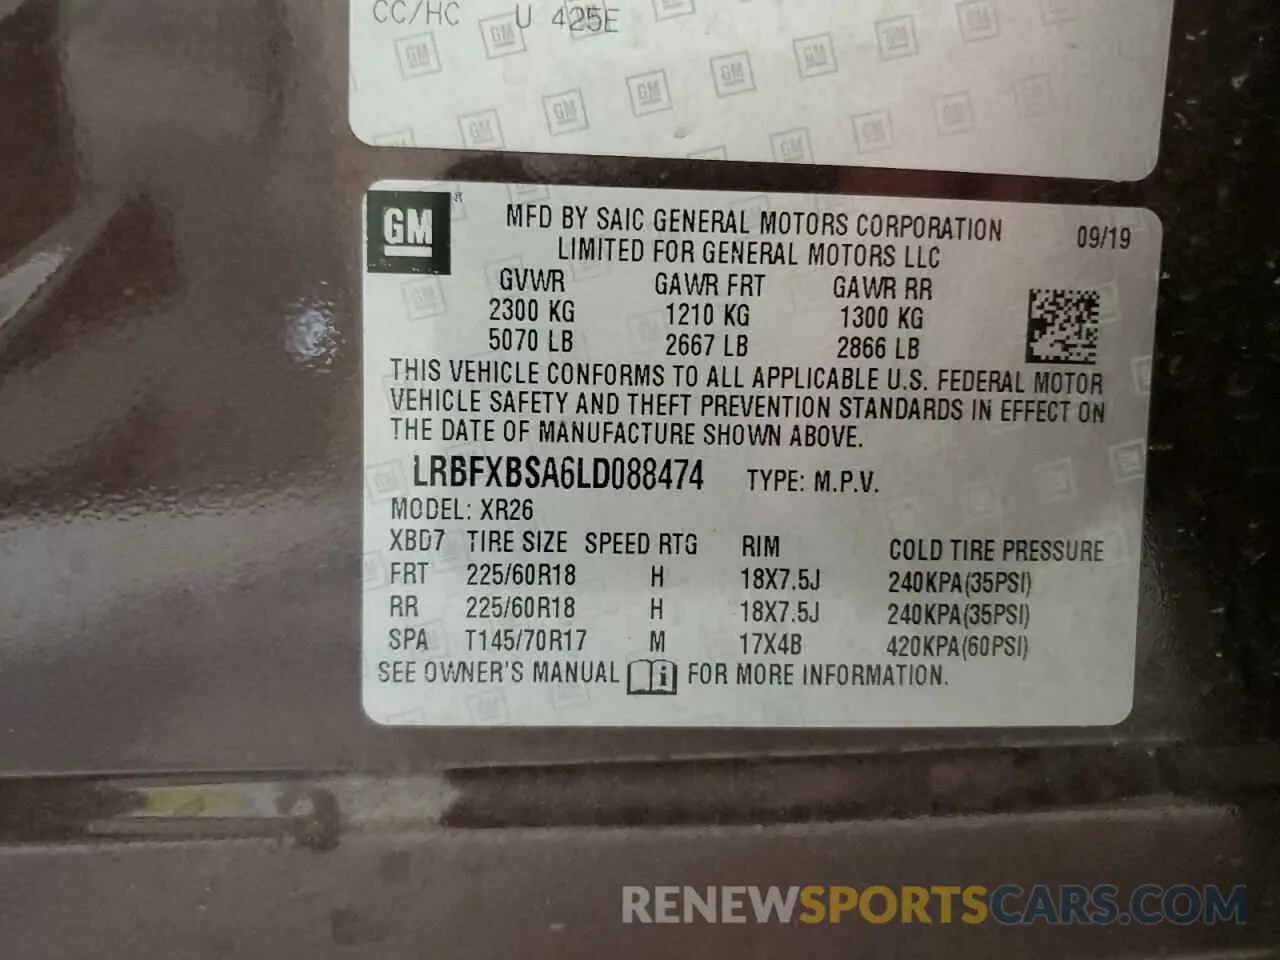 CC/HC U 425E
GM ®
MFD BY SAIC GENERAL MOTORS CORPORATION
LIMITED FOR GENERAL MOTORS LLC
09/19
GVWR GAWR FRT GAWR RR
2300 KG 1210 KG 1300 KG
5070 LB 2667 LB 2866 LB
THIS VEHICLE CONFORMS TO ALL APPLICABLE U.S. FEDERAL MOTOR
VEHICLE SAFETY AND THEFT PREVENTION STANDARDS IN EFFECT ON
THE DATE OF MANUFACTURE SHOWN ABOVE.
LRBFXBSA6LD088474 TYPE: M.P.V.
MODEL: XR26
XBD7 TIRE SIZE SPEED RTG RIM COLD TIRE PRESSURE
FRT 225/60R18 H 18X7.5J 240KPA(35PSI)
RR 225/60R18 H 18X7.5J 240KPA(35PSI)
SPA T145/70R17 M 17X4B 420KPA(60PSI)
SEE OWNER'S MANUAL i FOR MORE INFORMATION.
RENEWSPORTSCARS.COM